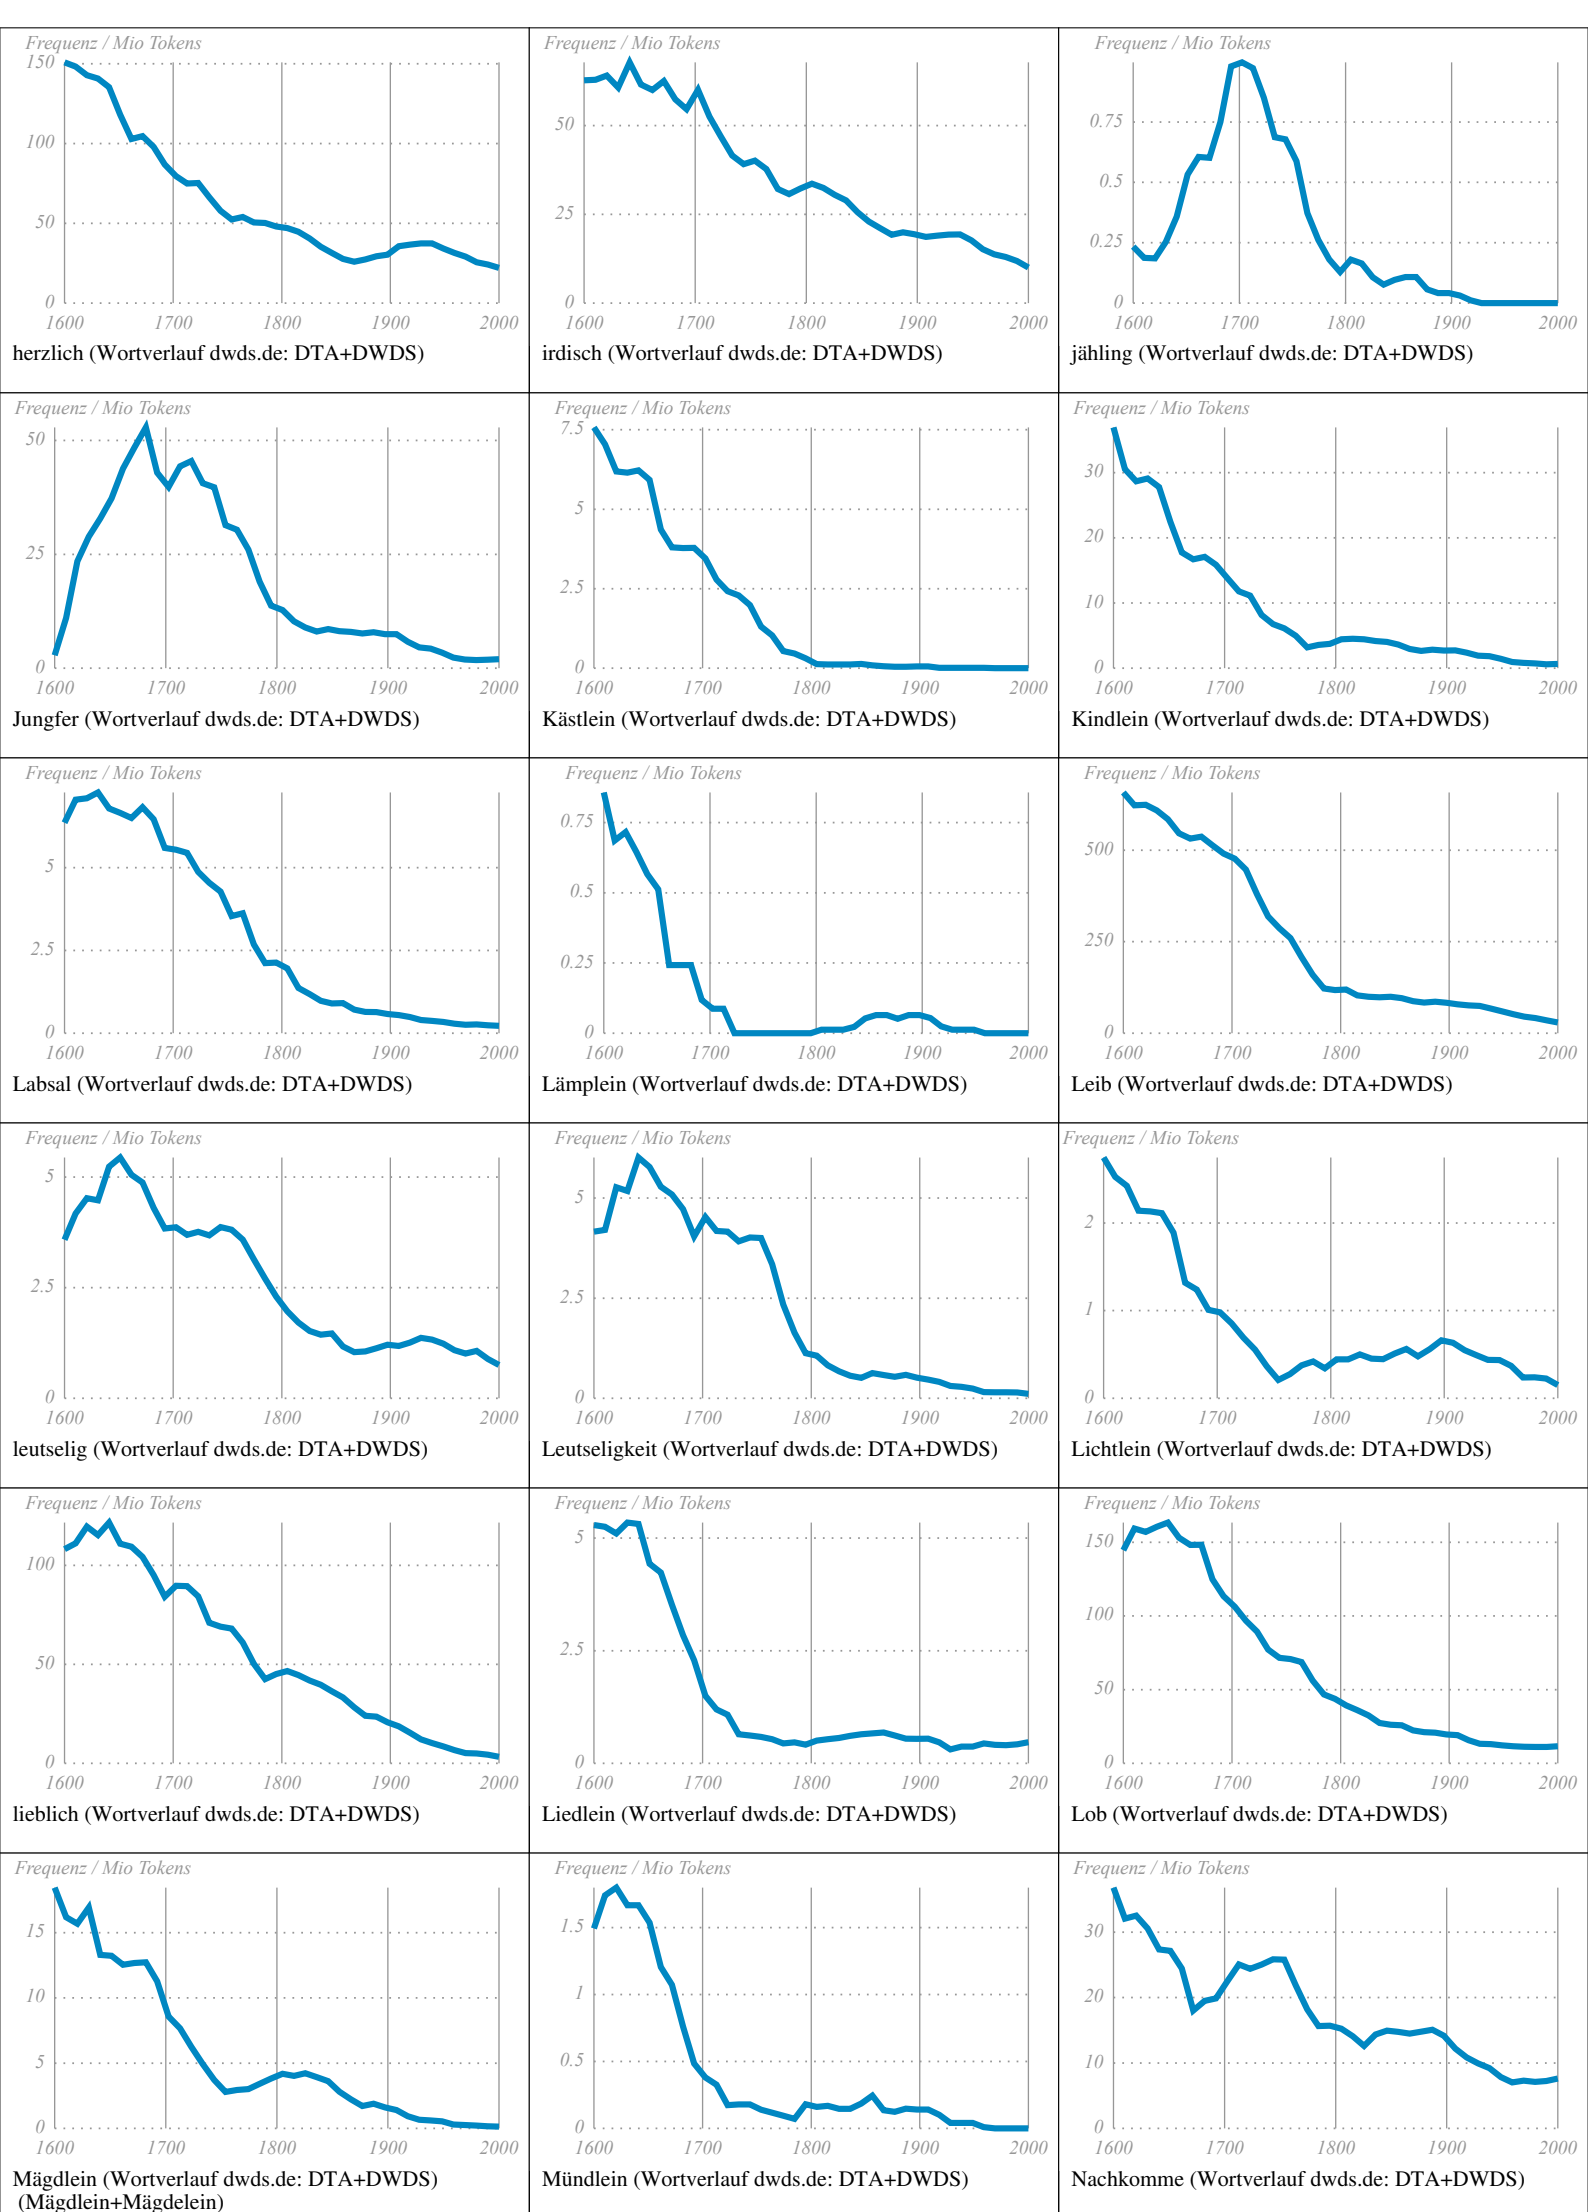 Frequenz / Mio Tokens
150
100
50
0
1600 1700 1800 1900 2000
herzlich (Wortverlauf dwds.de: DTA+DWDS)
Frequenz / Mio Tokens
50
25
0
1600 1700 1800 1900 2000
irdisch (Wortverlauf dwds.de: DTA+DWDS)
Frequenz / Mio Tokens
0.75
0.5
0.25
0
1600 1700 1800 1900 2000
jähling (Wortverlauf dwds.de: DTA+DWDS)
Frequenz / Mio Tokens
50
25
0
1600 1700 1800 1900 2000
Jungfer (Wortverlauf dwds.de: DTA+DWDS)
Frequenz / Mio Tokens
7.5
5
2.5
0
1600 1700 1800 1900 2000
Kästlein (Wortverlauf dwds.de: DTA+DWDS)
Frequenz / Mio Tokens
30
20
10
0
1600 1700 1800 1900 2000
Kindlein (Wortverlauf dwds.de: DTA+DWDS)
Frequenz / Mio Tokens
5
2.5
0
1600 1700 1800 1900 2000
Labsal (Wortverlauf dwds.de: DTA+DWDS)
Frequenz / Mio Tokens
0.75
0.5
0.25
0
1600 1700 1800 1900 2000
Lämplein (Wortverlauf dwds.de: DTA+DWDS)
Frequenz / Mio Tokens
500
250
0
1600 1700 1800 1900 2000
Leib (Wortverlauf dwds.de: DTA+DWDS)
Frequenz / Mio Tokens
5
2.5
0
1600 1700 1800 1900 2000
leutselig (Wortverlauf dwds.de: DTA+DWDS)
Frequenz / Mio Tokens
5
2.5
0
1600 1700 1800 1900 2000
Leutseligkeit (Wortverlauf dwds.de: DTA+DWDS)
Frequenz / Mio Tokens
2
1
0
1600 1700 1800 1900 2000
Lichtlein (Wortverlauf dwds.de: DTA+DWDS)
Frequenz / Mio Tokens
100
50
0
1600 1700 1800 1900 2000
lieblich (Wortverlauf dwds.de: DTA+DWDS)
Frequenz / Mio Tokens
5
2.5
0
1600 1700 1800 1900 2000
Liedlein (Wortverlauf dwds.de: DTA+DWDS)
Frequenz / Mio Tokens
150
100
50
0
1600 1700 1800 1900 2000
Lob (Wortverlauf dwds.de: DTA+DWDS)
Frequenz / Mio Tokens
15
10
5
0
1600 1700 1800 1900 2000
Mägdlein (Wortverlauf dwds.de: DTA+DWDS)
(Mägdlein+Mägdelein)
Frequenz / Mio Tokens
1.5
1
0.5
0
1600 1700 1800 1900 2000
Mündlein (Wortverlauf dwds.de: DTA+DWDS)
Frequenz / Mio Tokens
30
20
10
0
1600 1700 1800 1900 2000
Nachkomme (Wortverlauf dwds.de: DTA+DWDS)